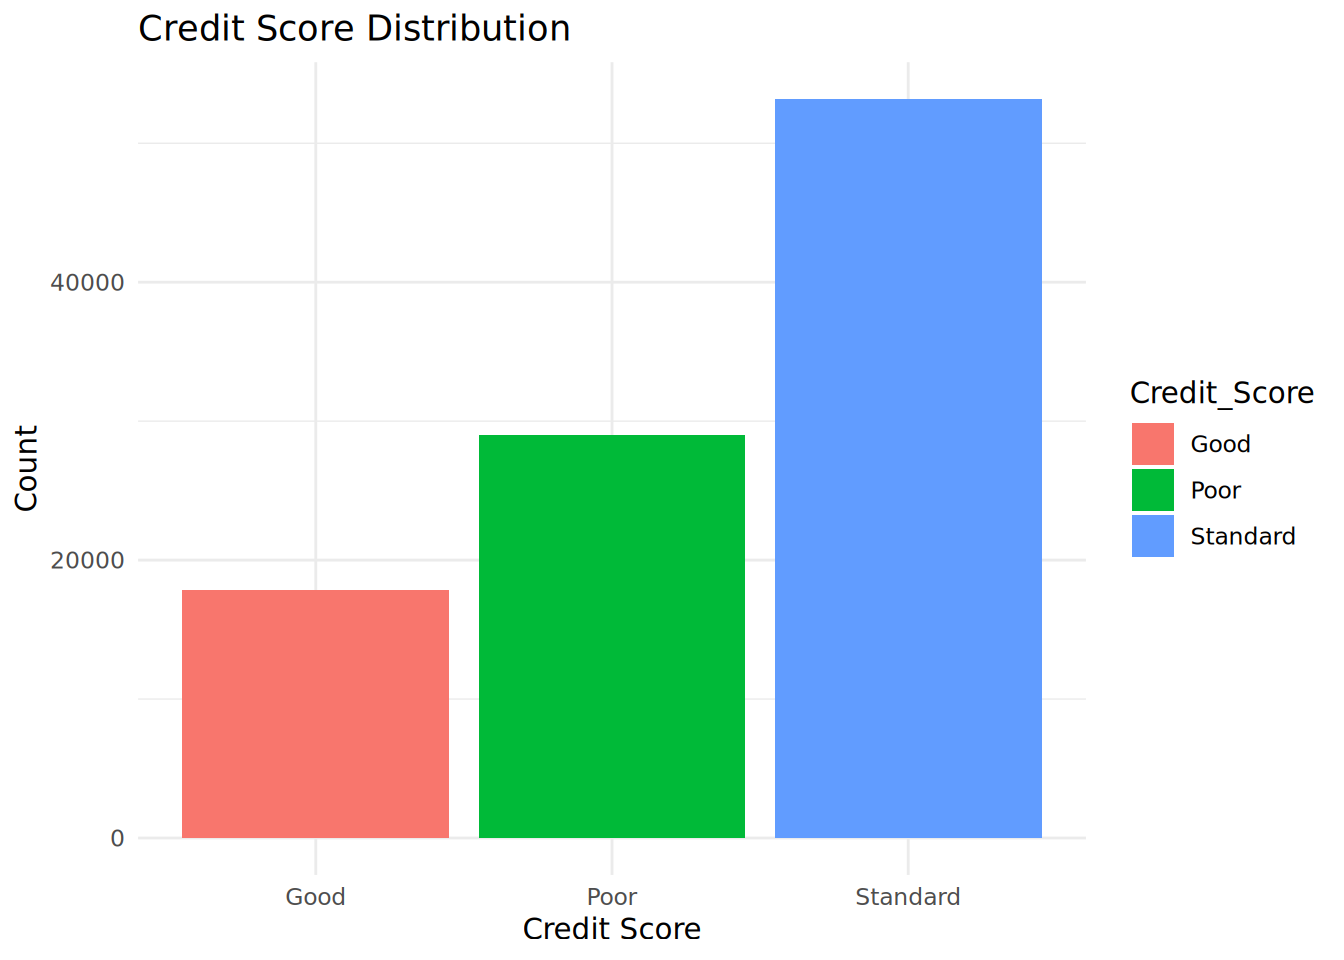 Credit Score Distribution
Count
40000
20000
0
Good
Poor
Standard
Credit Score
Credit_Score
Good
Poor
Standard